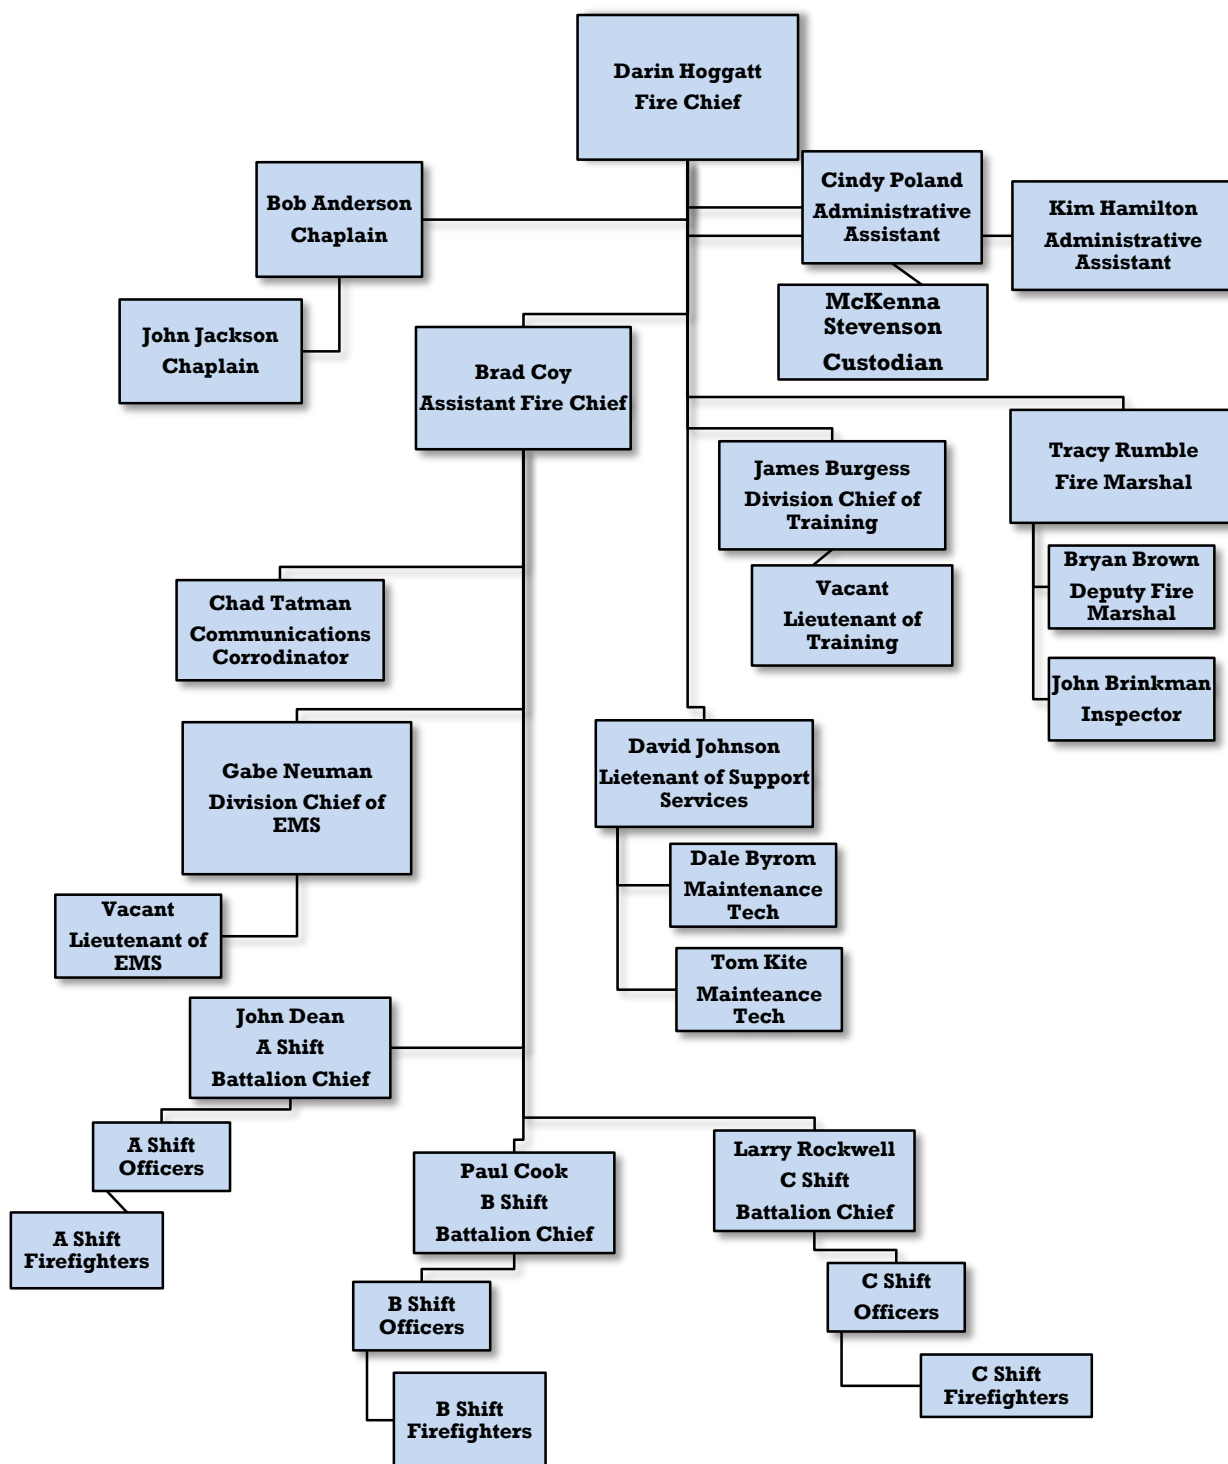 Darin Hoggatt
Fire Chief
Bob Anderson
Chaplain
Cindy Poland
Administrative
Assistant
Kim Hamilton
Administrative
Assistant
John Jackson
Chaplain
McKenna
Stevenson
Custodian
Brad Coy
Assistant Fire Chief
Tracy Rumble
Fire Marshal
James Burgess
Division Chief of
Training
Bryan Brown
Deputy Fire
Marshal
Vacant
Lieutenant of
Training
Chad Tatman
Communications
Corrodinator
John Brinkman
Inspector
Gabe Neuman
Division Chief of
EMS
David Johnson
Lietenant of Support
Services
Dale Byrom
Maintenance
Tech
Vacant
Lieutenant of
EMS
Tom Kite
Mainteance
Tech
John Dean
A Shift
Battalion Chief
A Shift
Officers
A Shift
Firefighters
Paul Cook
B Shift
Battalion Chief
Larry Rockwell
C Shift
Battalion Chief
B Shift
Officers
C Shift
Officers
B Shift
Firefighters
C Shift
Firefighters